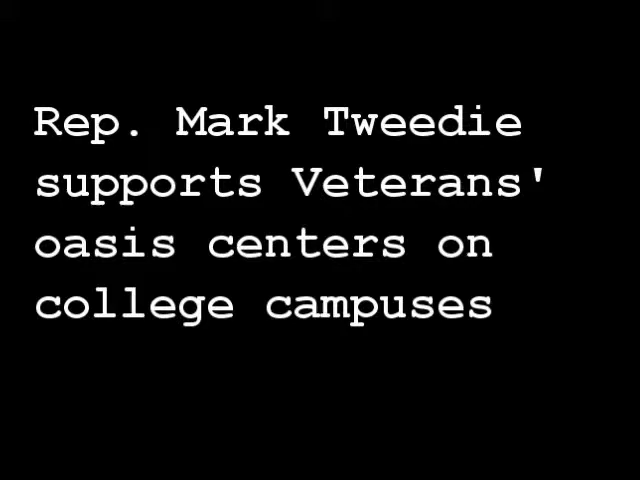 Rep. Mark Tweedie
supports Veterans'
oasis centers on
college campuses